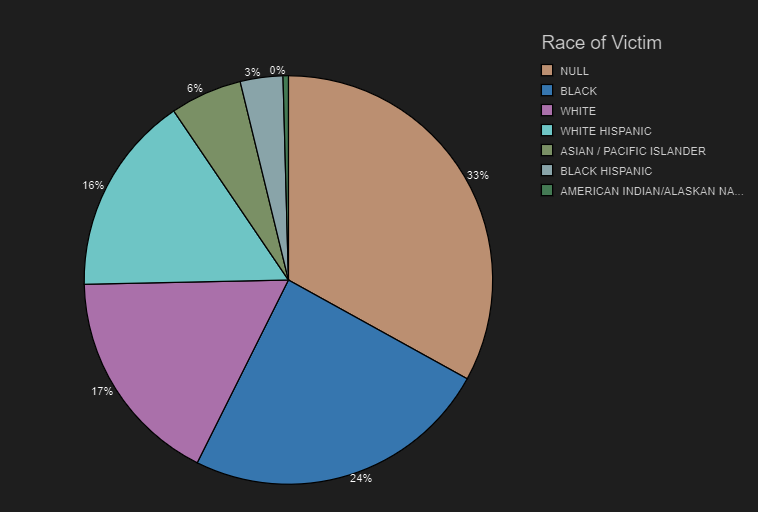 Race of Victim
NULL
BLACK
WHITE
WHITE HISPANIC
ASIAN / PACIFIC ISLANDER
BLACK HISPANIC
AMERICAN INDIAN/ALASKAN NA...
0%
3%
6%
33%
16%
17%
24%